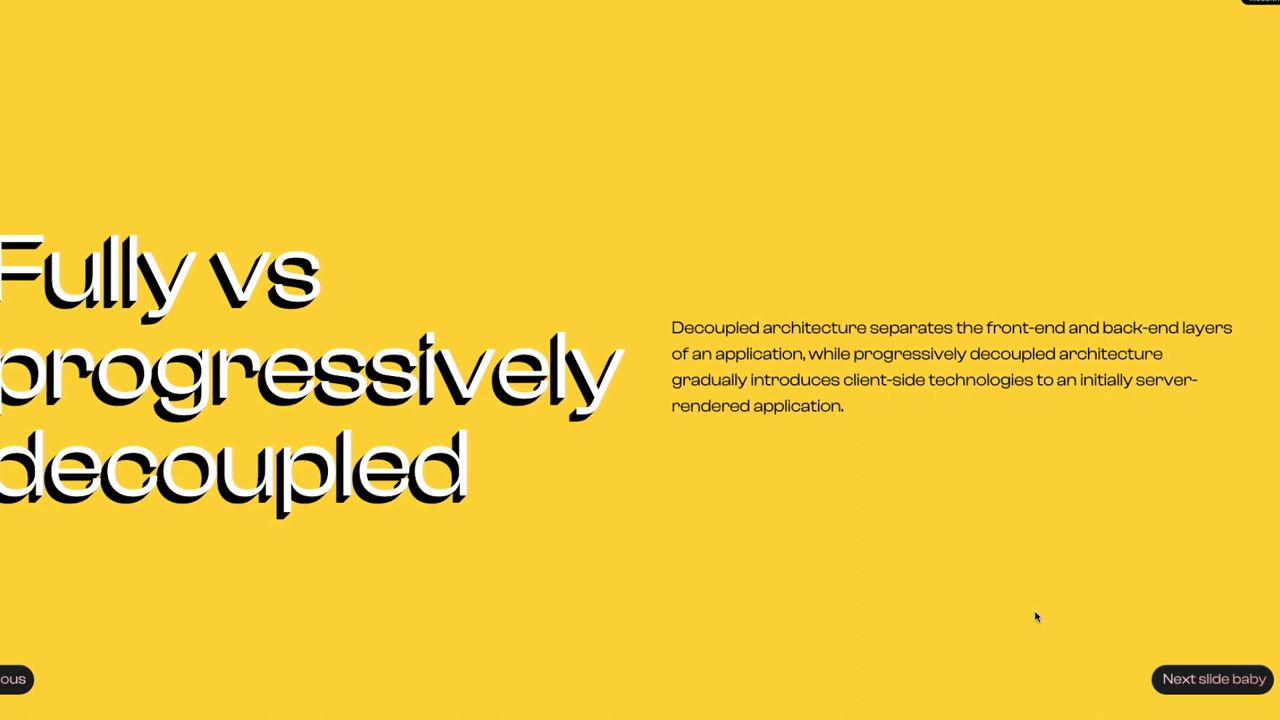 Fully vs
progressively
decoupled
Decoupled architecture separates the front-end and back-end layers
of an application, while progressively decoupled architecture
gradually introduces client-side technologies to an initially server-
rendered application.
ous
Next slide baby